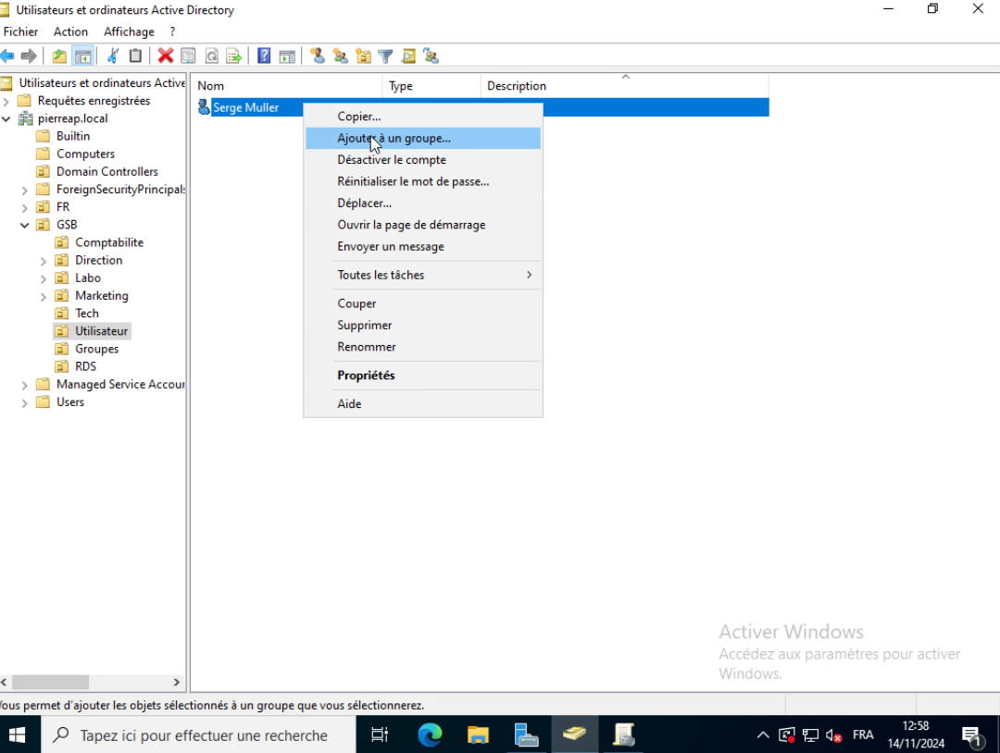 Utilisateurs et ordinateurs Active Directory
Fichier Action Affichage ?
Utilisateurs et ordinateurs Active
Requêtes enregistrées
pierreap.local
Builtin
Computers
Domain Controllers
ForeignSecurityPrincipals
FR
GSB
Comptabilite
Direction
Labo
Marketing
Tech
Utilisateur
Groupes
RDS
Managed Service Accour
Users
Nom Type Description
Serge Muller
Copier...
Ajouter à un groupe...
Désactiver le compte
Réinitialiser le mot de passe...
Déplacer...
Ouvrir la page de démarrage
Envoyer un message
Toutes les tâches
Couper
Supprimer
Renommer
Propriétés
Aide
Activer Windows
Accédez aux paramètres pour activer
Windows.
Vous permet d'ajouter les objets sélectionnés à un groupe que vous sélectionnerez.
Tapez ici pour effectuer une recherche
FRA
12:58
14/11/2024
1